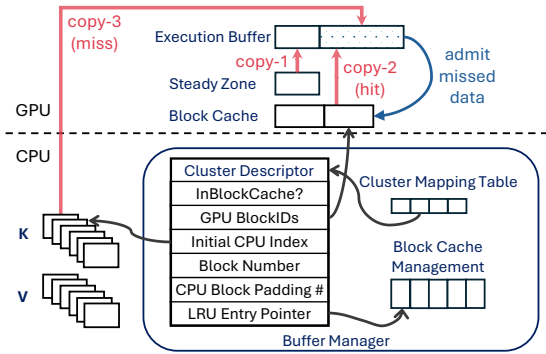 copy-3
(miss)
Execution Buffer
copy-1
copy-2
(hit)
admit
missed
data
Steady Zone
Block Cache
GPU
CPU
Cluster Descriptor
InBlockCache?
GPU BlockIDs
Initial CPU Index
Block Number
CPU Block Padding #
LRU Entry Pointer
Cluster Mapping Table
Block Cache
Management
K
V
Buffer Manager